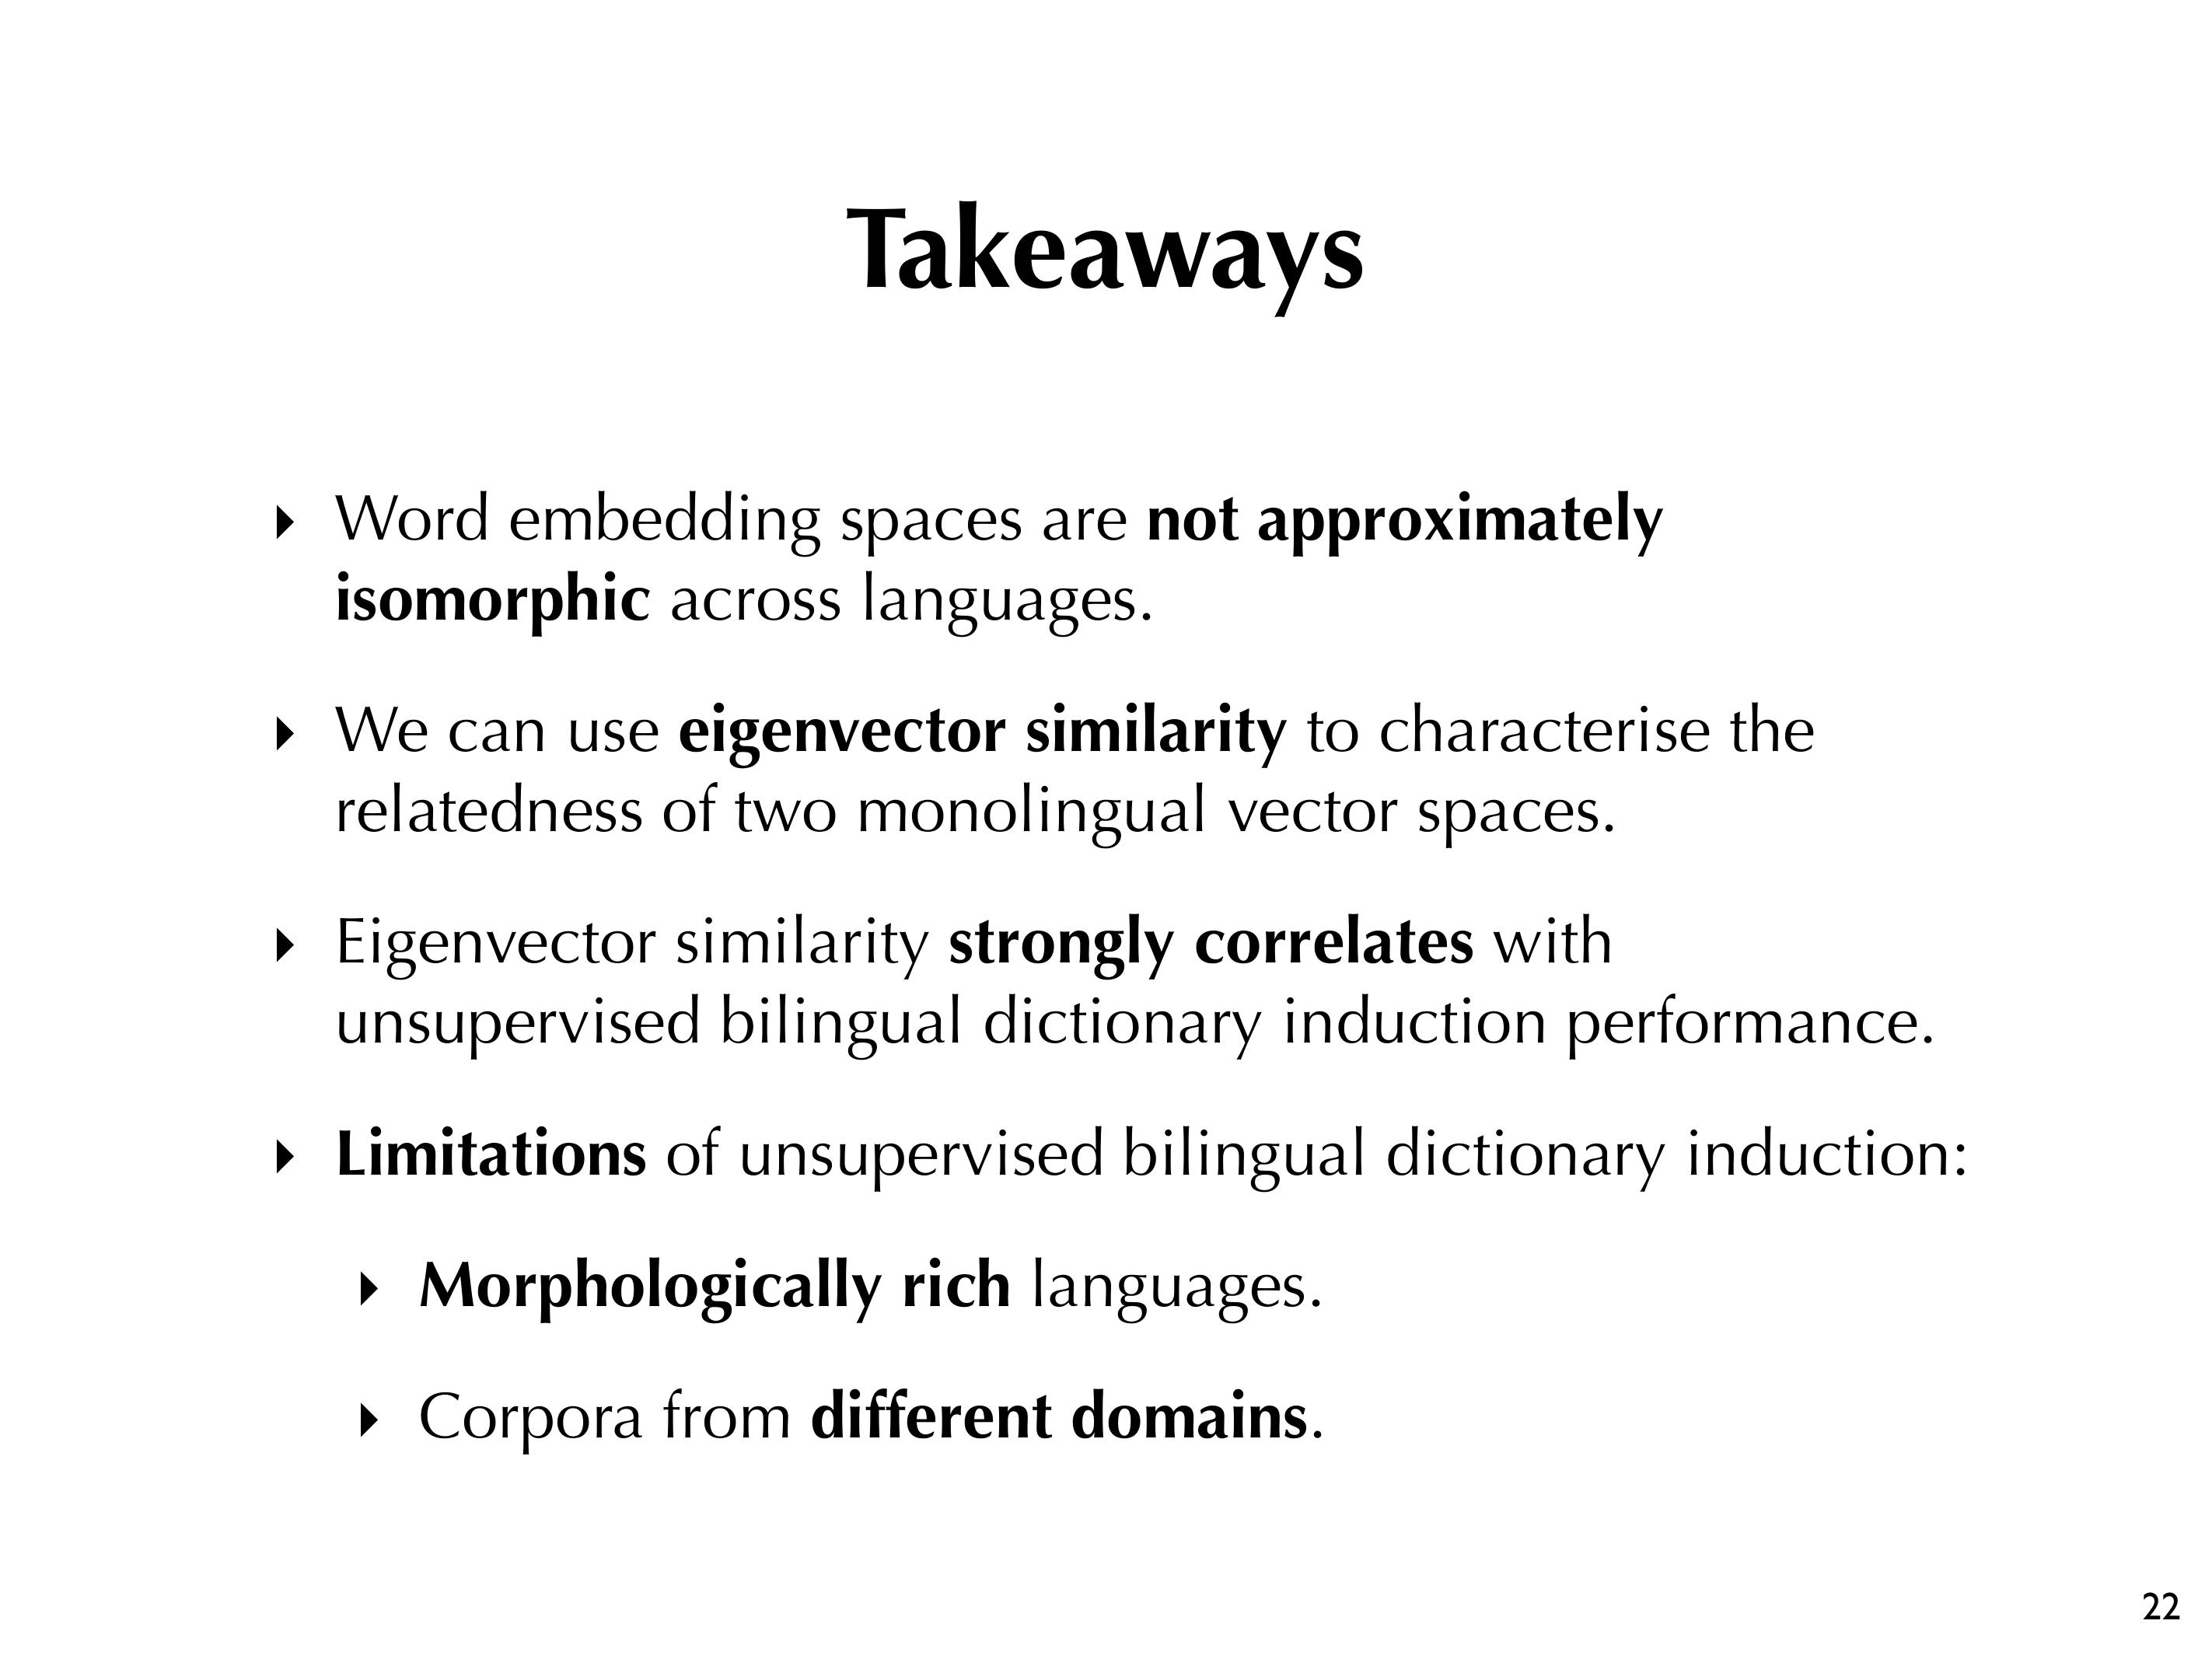 Takeaways
‣ Word embedding spaces are not approximately
isomorphic across languages.
‣ We can use eigenvector similarity to characterise the
relatedness of two monolingual vector spaces.
‣ Eigenvector similarity strongly correlates with
unsupervised bilingual dictionary induction performance.
‣ Limitations of unsupervised bilingual dictionary induction:
‣ Morphologically rich languages.
‣ Corpora from different domains.
22